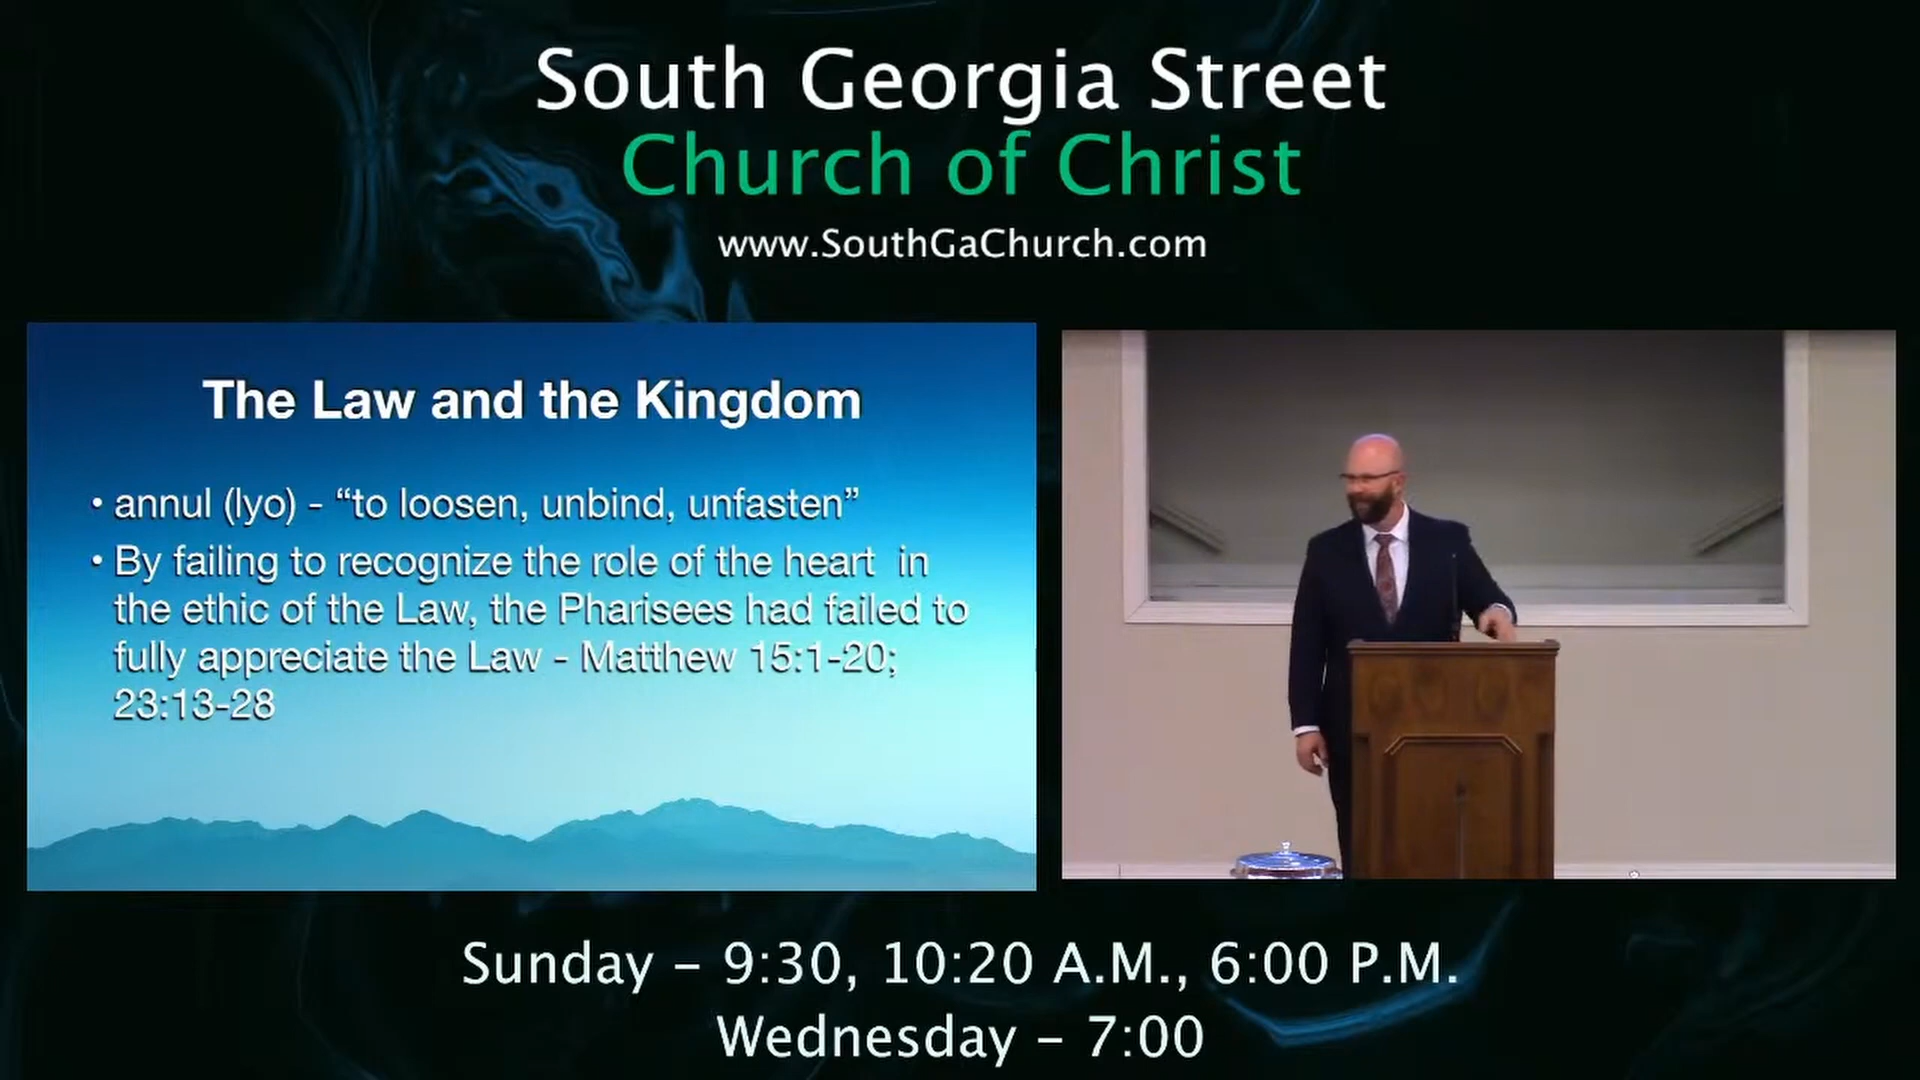 South Georgia Street
Church of Christ
www.SouthGaChurch.com
The Law and the Kingdom
• annul (lyo) - “to loosen, unbind, unfasten”
• By failing to recognize the role of the heart in
the ethic of the Law, the Pharisees had failed to
fully appreciate the Law - Matthew 15:1-20;
23:13-28
Sunday – 9:30, 10:20 A.M., 6:00 P.M.
Wednesday – 7:00